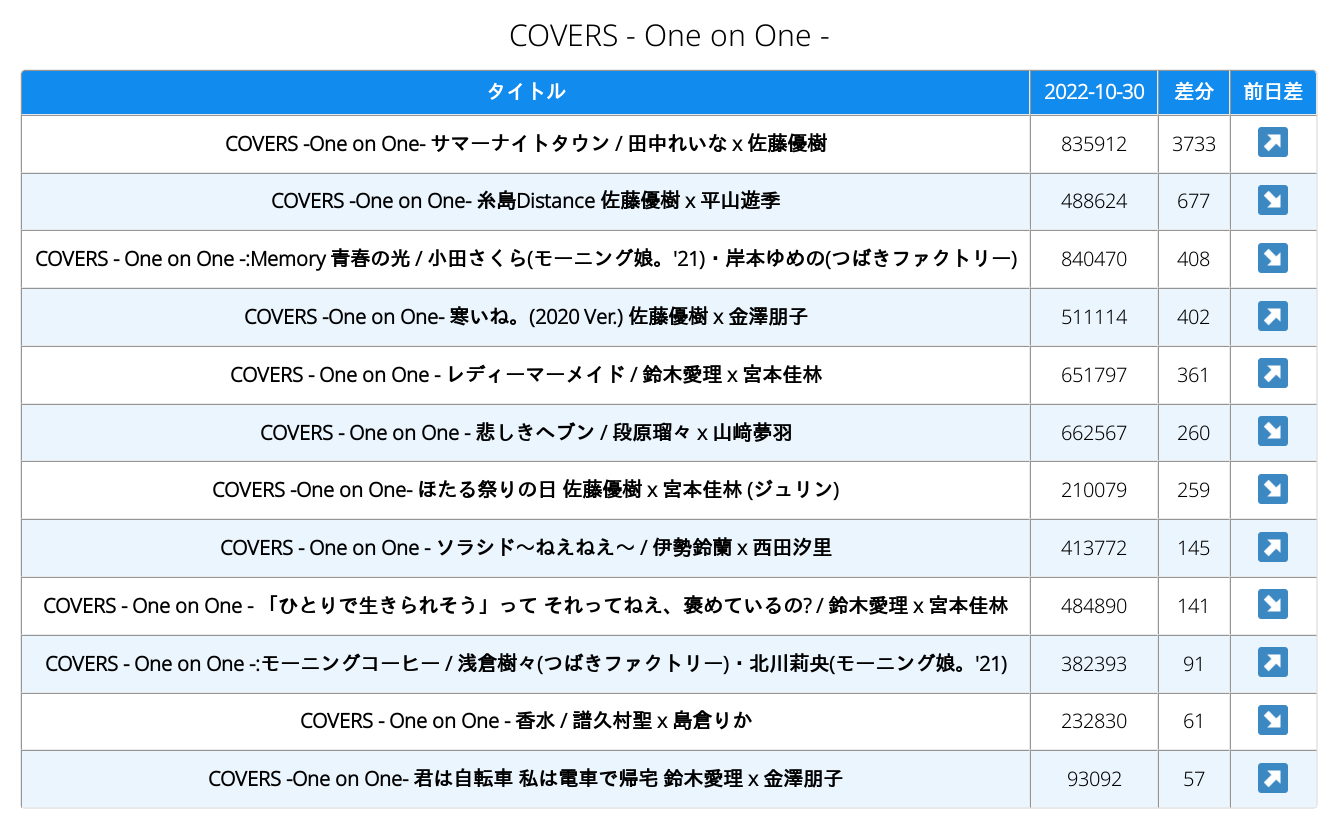 COVERS - One on One -
タイトル 2022-10-30 差分 前日差
COVERS -One on One- サマーナイトタウン / 田中れいな x 佐藤優樹 835912 3733
COVERS -One on One- 糸島Distance 佐藤優樹 x 平山遊季 488624 677
COVERS - One on One -:Memory 青春の光 / 小田さくら(モーニング娘。'21)・岸本ゆめの(つばきファクトリー) 840470 408
COVERS -One on One- 寒いね。(2020 Ver.) 佐藤優樹 x 金澤朋子 511114 402
COVERS - One on One - レディーマーメイド / 鈴木愛理 x 宮本佳林 651797 361
COVERS - One on One - 悲しきヘブン / 段原瑠々 x 山﨑夢羽 662567 260
COVERS -One on One- ほたる祭りの日 佐藤優樹 x 宮本佳林 (ジュリン) 210079 259
COVERS - One on One - ソラシド〜ねえねえ〜 / 伊勢鈴蘭 x 西田汐里 413772 145
COVERS - One on One - 「ひとりで生きられそう」って それってねえ、褒めているの? / 鈴木愛理 x 宮本佳林 484890 141
COVERS - One on One -:モーニングコーヒー / 浅倉樹々(つばきファクトリー)・北川莉央(モーニング娘。'21) 382393 91
COVERS - One on One - 香水 / 譜久村聖 x 島倉りか 232830 61
COVERS -One on One- 君は自転車 私は電車で帰宅 鈴木愛理 x 金澤朋子 93092 57